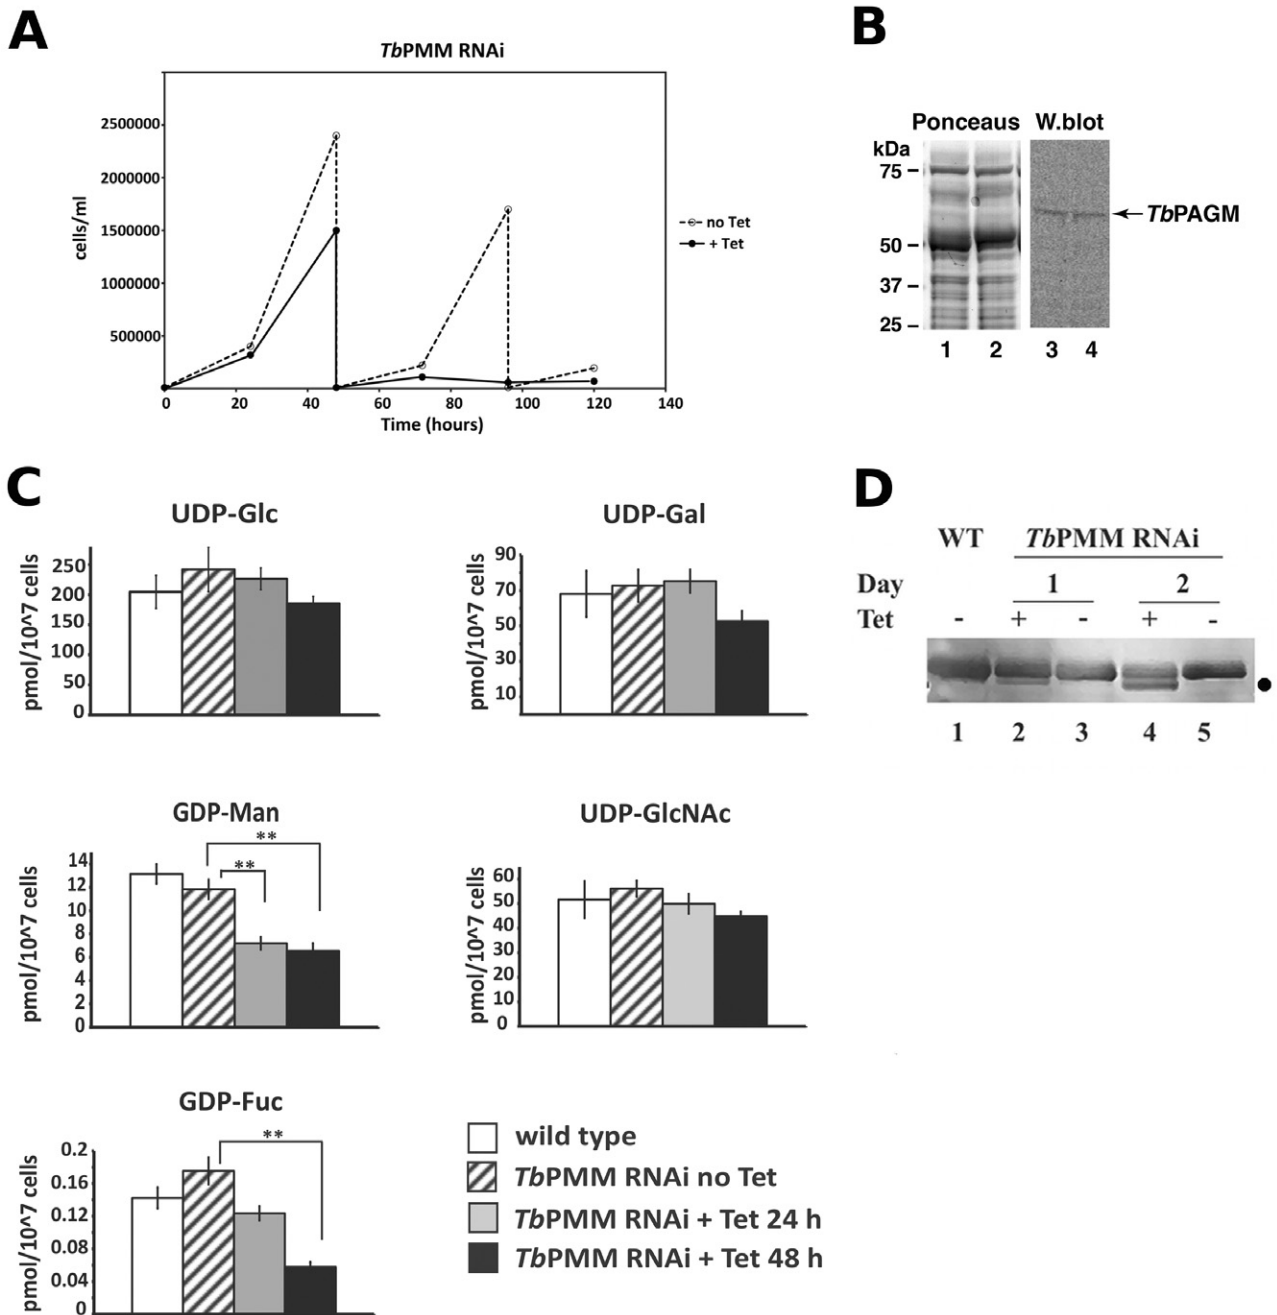 A
TbPMM RNAi
cells/ml
2500000
2000000
1500000
1000000
500000
0 20 40 60 80 100 120 140
Time (hours)
no Tet
+ Tet
B
Ponceaus W.blot
kDa
75
50
37
25
TbPAGM
1 2 3 4
C
UDP-Glc
pmol/10^7 cells
250
200
150
100
50
0
UDP-Gal
pmol/10^7 cells
90
70
50
30
10
GDP-Man
pmol/10^7 cells
14
12
10
8
6
4
2
0
**
**
UDP-GlcNAc
pmol/10^7 cells
60
50
40
30
20
10
0
GDP-Fuc
pmol/10^7 cells
0.2
0.16
0.12
0.08
0.04
0
**
wild type
TbPMM RNAi no Tet
TbPMM RNAi + Tet 24 h
TbPMM RNAi + Tet 48 h
D
WT TbPMM RNAi
Day 1 2
Tet - + - + -
1 2 3 4 5